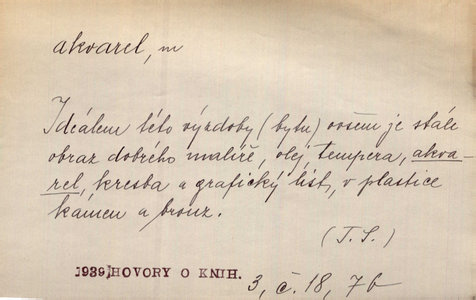 akvarel, m
Ideálem této výzdoby (bytu) ovšem je stále
obraz dobrého malíře, olej, tempera, akva-
rel, kresba a grafický list, v plastice
kámen a bronz.
(T. S.)
1939, HOVORY O KNIH.
3, č. 18, 7b